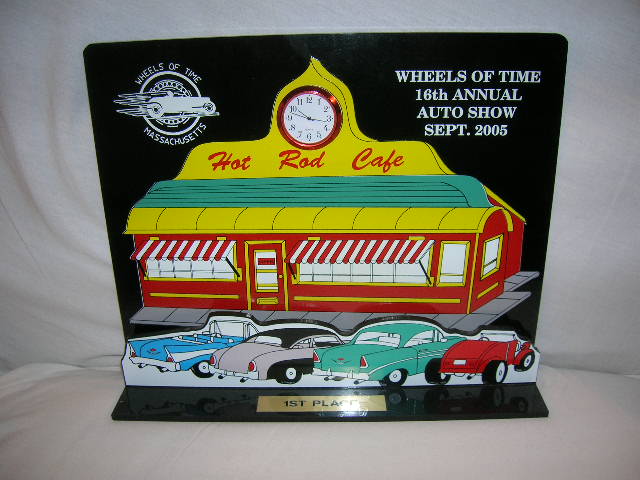 WHEELS OF TIME
MASSACHUSETTS
WHEELS OF TIME
16th ANNUAL
AUTO SHOW
SEPT. 2005
Hot Rod Cafe
1ST PLACE